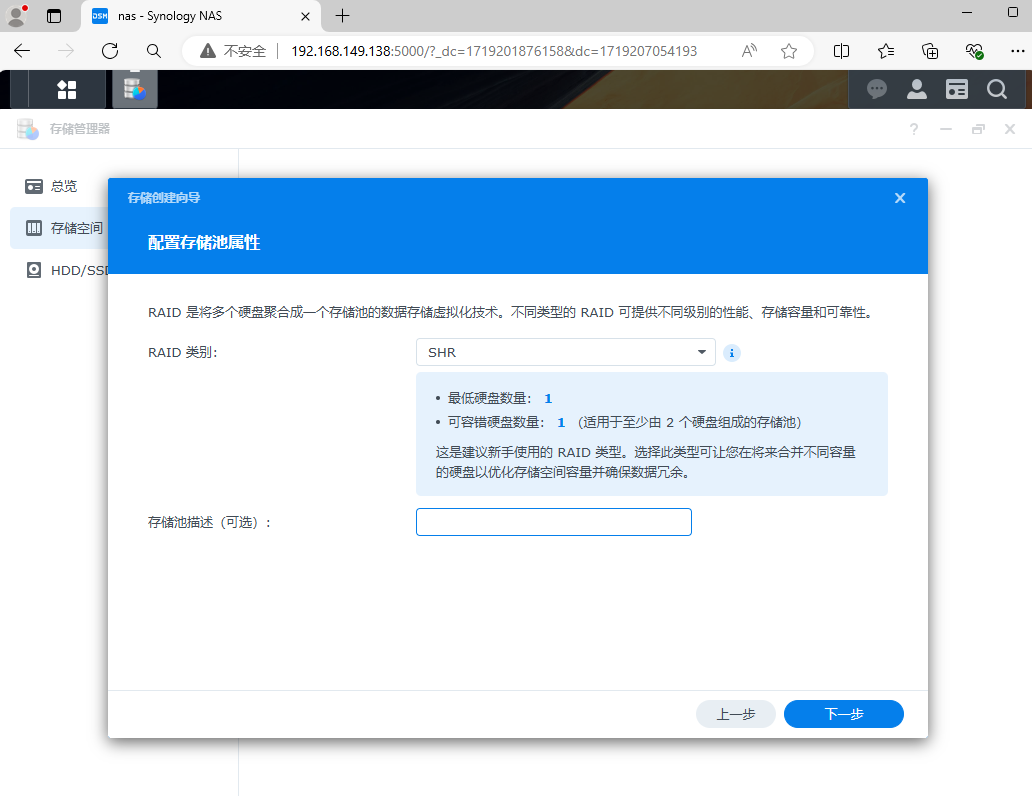 DSM nas - Synology NAS
不安全 192.168.149.138:5000/?_dc=1719201876158&dc=1719207054193
存储管理器
总览
存储空间
HDD/SSD
存储创建向导
配置存储池属性
RAID 是将多个硬盘聚合成一个存储池的数据存储虚拟化技术。不同类型的 RAID 可提供不同级别的性能、存储容量和可靠性。
RAID 类别: SHR
• 最低硬盘数量: 1
• 可容错硬盘数量: 1 (适用于至少由 2 个硬盘组成的存储池)
这是建议新手使用的 RAID 类型。选择此类型可让您在将来合并不同容量
的硬盘以优化存储空间容量并确保数据冗余。
存储池描述（可选）:
上一步 下一步